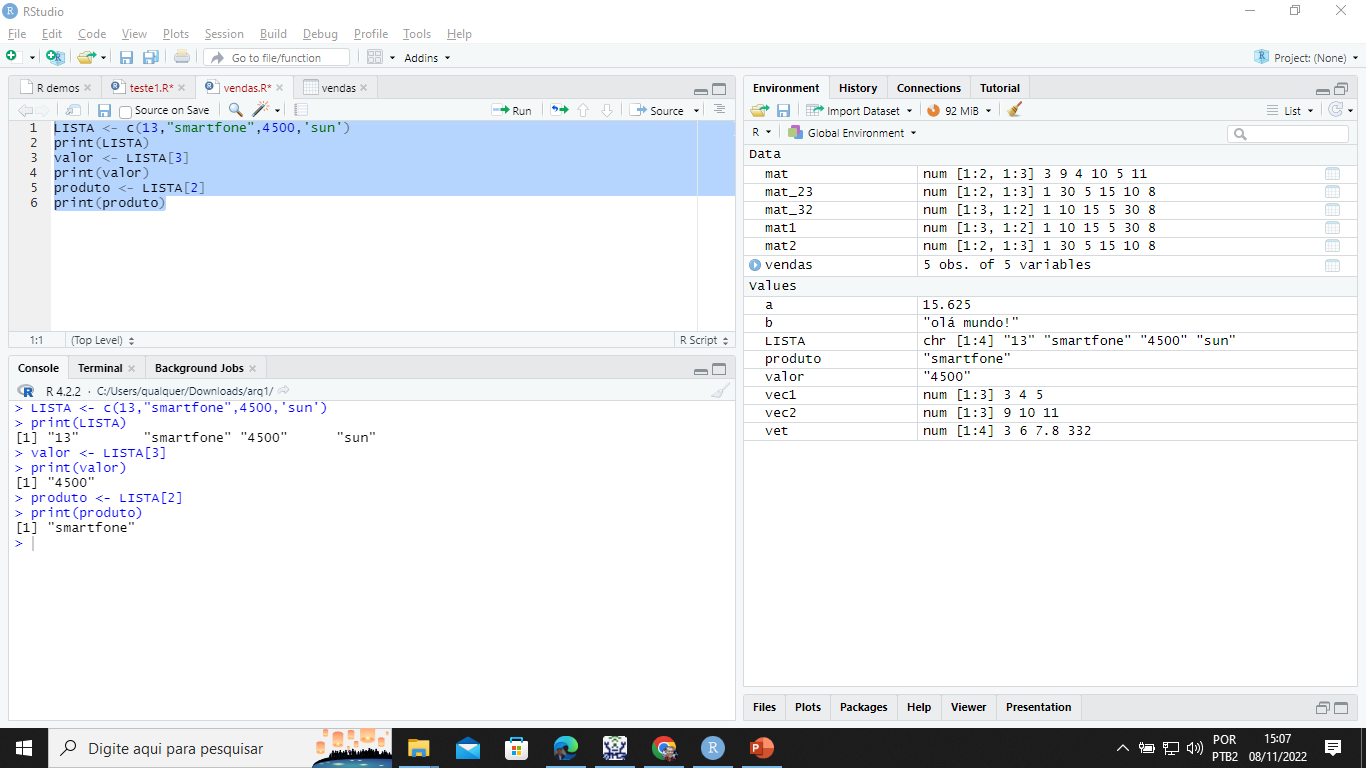 RStudio
File Edit Code View Plots Session Build Debug Profile Tools Help
Go to file/function Addins Project: (None)
R demos teste1.R* vendas.R* vendas
Source on Save Run Source
1 LISTA <- c(13,"smartfone",4500,'sun')
2 print(LISTA)
3 valor <- LISTA[3]
4 print(valor)
5 produto <- LISTA[2]
6 print(produto)
1:1 (Top Level) R Script
Console Terminal Background Jobs
R 4.2.2 · C:/Users/qualquer/Downloads/arq1/
> LISTA <- c(13,"smartfone",4500,'sun')
> print(LISTA)
[1] "13" "smartfone" "4500" "sun"
> valor <- LISTA[3]
> print(valor)
[1] "4500"
> produto <- LISTA[2]
> print(produto)
[1] "smartfone"
>
Environment History Connections Tutorial
Import Dataset 92 MiB List
R Global Environment
Data
mat num [1:2, 1:3] 3 9 4 10 5 11
mat_23 num [1:2, 1:3] 1 30 5 15 10 8
mat_32 num [1:3, 1:2] 1 10 15 5 30 8
mat1 num [1:3, 1:2] 1 10 15 5 30 8
mat2 num [1:2, 1:3] 1 30 5 15 10 8
vendas 5 obs. of 5 variables
Values
a 15.625
b "olá mundo!"
LISTA chr [1:4] "13" "smartfone" "4500" "sun"
produto "smartfone"
valor "4500"
vec1 num [1:3] 3 4 5
vec2 num [1:3] 9 10 11
vet num [1:4] 3 6 7.8 332
Files Plots Packages Help Viewer Presentation
Digite aqui para pesquisar
POR 15:07
PTB2 08/11/2022